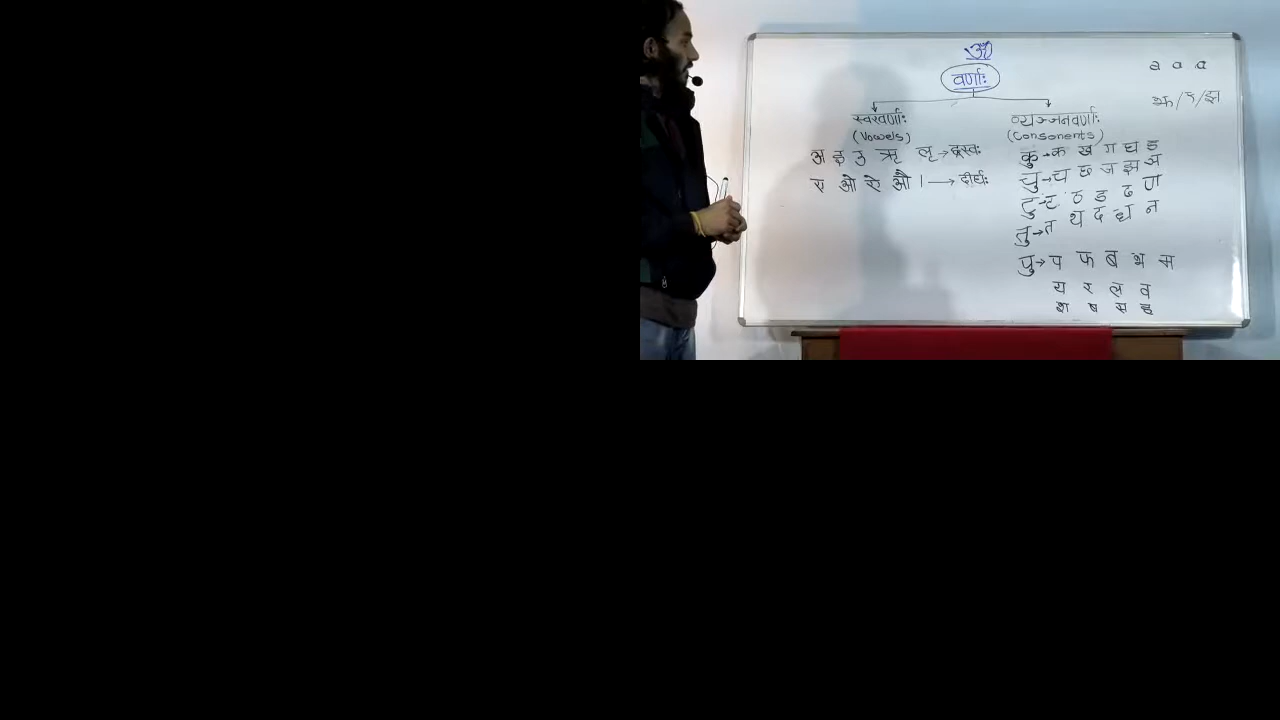 ॐ
वर्णाः
a a a
स्वरवर्णाः
(Vowels)
अ इ उ ऋ लृ → ह्रस्वः
ए ओ ऐ औ । → दीर्घः
व्यञ्जनवर्णाः
(Consonents)
कु → क ख ग घ ङ
चु → च छ ज झ ञ
टु → ट ठ ड ढ ण
तु → त थ द ध न
पु → प फ ब भ म
य र ल व
श ष स ह